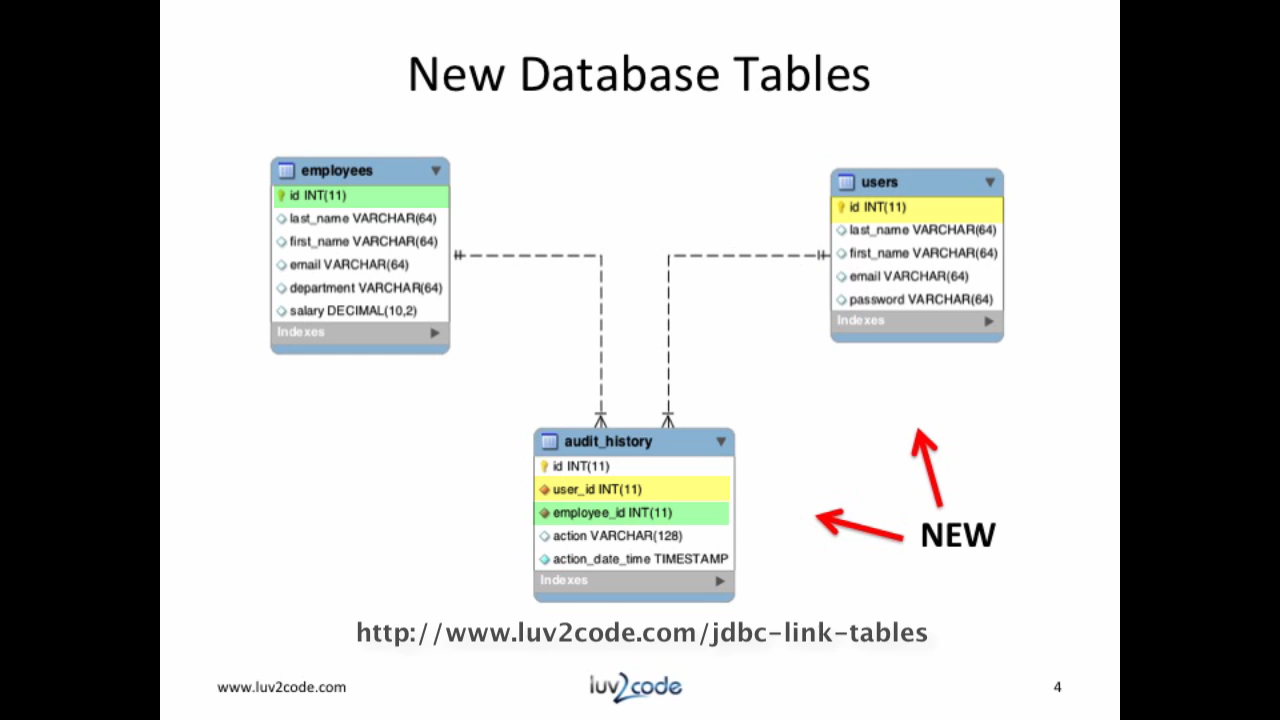 New Database Tables
employees
id INT(11)
last_name VARCHAR(64)
first_name VARCHAR(64)
email VARCHAR(64)
department VARCHAR(64)
salary DECIMAL(10,2)
Indexes
users
id INT(11)
last_name VARCHAR(64)
first_name VARCHAR(64)
email VARCHAR(64)
password VARCHAR(64)
Indexes
audit_history
id INT(11)
user_id INT(11)
employee_id INT(11)
action VARCHAR(128)
action_date_time TIMESTAMP
Indexes
NEW
http://www.luv2code.com/jdbc-link-tables
www.luv2code.com
luv2code
4